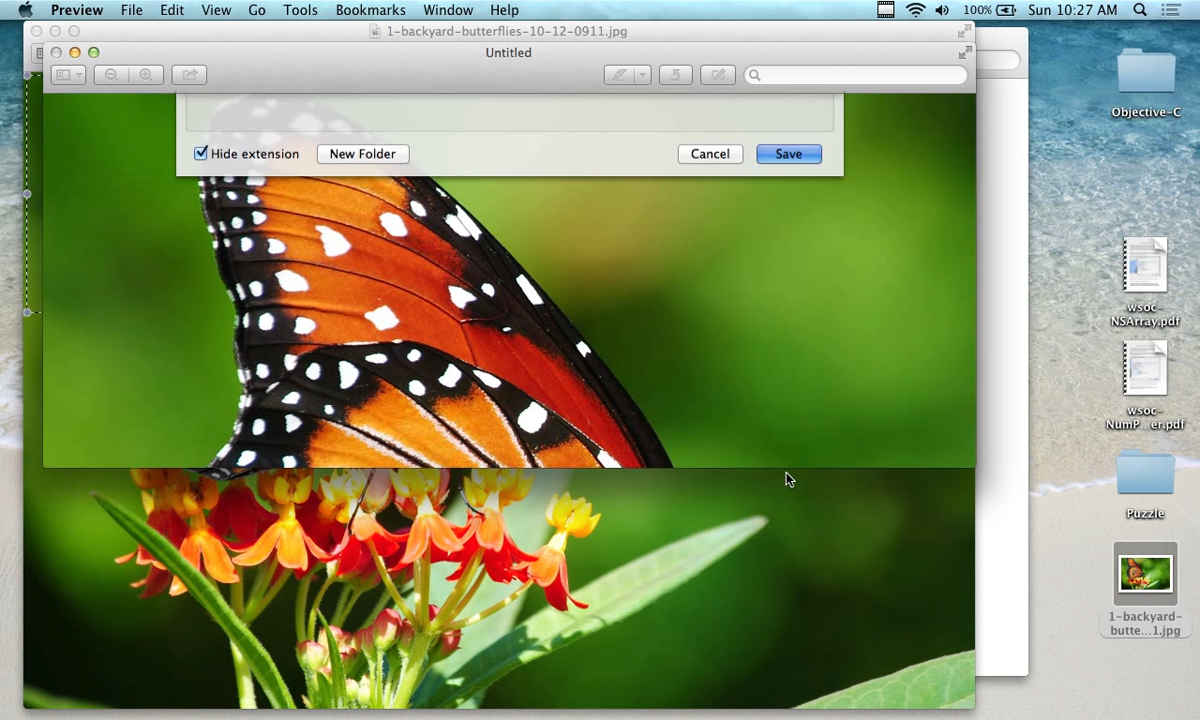 Preview File Edit View Go Tools Bookmarks Window Help 100% Sun 10:27 AM
1-backyard-butterflies-10-12-0911.jpg
Untitled
Hide extension New Folder Cancel Save
Objective-C
wsoc-
NSArray.pdf
wsoc-
NumP...er.pdf
Puzzle
1-backyard-
butte...1.jpg